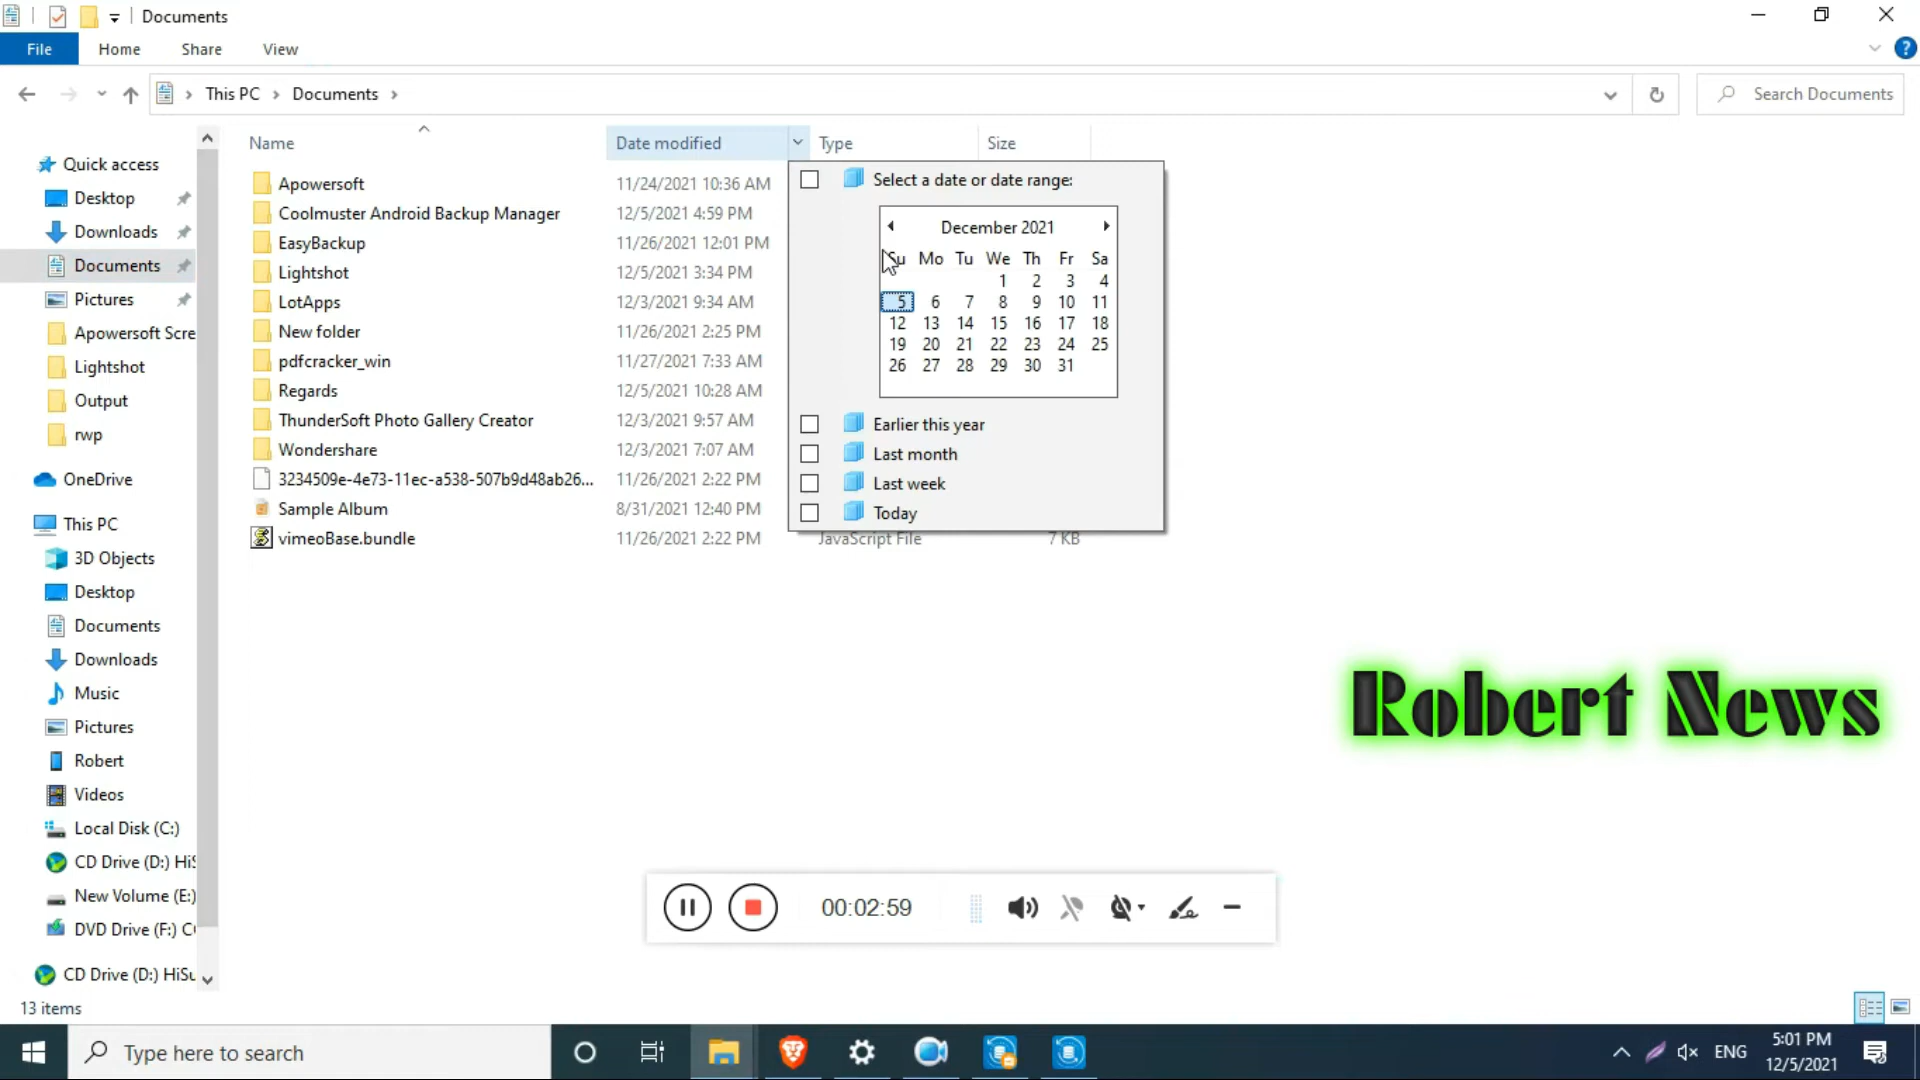 Documents
File Home Share View
This PC > Documents >
Search Documents
Name Date modified Type Size
Quick access
Desktop
Downloads
Documents
Pictures
Apowersoft Scre
Lightshot
Output
rwp
OneDrive
This PC
3D Objects
Desktop
Documents
Downloads
Music
Pictures
Robert
Videos
Local Disk (C:)
CD Drive (D:) HiS
New Volume (E:)
DVD Drive (F:) C
CD Drive (D:) HiSu
Apowersoft 11/24/2021 10:36 AM
Coolmuster Android Backup Manager 12/5/2021 4:59 PM
EasyBackup 11/26/2021 12:01 PM
Lightshot 12/5/2021 3:34 PM
LotApps 12/3/2021 9:34 AM
New folder 11/26/2021 2:25 PM
pdfcracker_win 11/27/2021 7:33 AM
Regards 12/5/2021 10:28 AM
ThunderSoft Photo Gallery Creator 12/3/2021 9:57 AM
Wondershare 12/3/2021 7:07 AM
3234509e-4e73-11ec-a538-507b9d48ab26... 11/26/2021 2:22 PM
Sample Album 8/31/2021 12:40 PM
vimeoBase.bundle 11/26/2021 2:22 PM JavaScript File 7 KB
Select a date or date range:
December 2021
Su Mo Tu We Th Fr Sa
1 2 3 4
5 6 7 8 9 10 11
12 13 14 15 16 17 18
19 20 21 22 23 24 25
26 27 28 29 30 31
Earlier this year
Last month
Last week
Today
Robert News
00:02:59
13 items
Type here to search
ENG
5:01 PM
12/5/2021